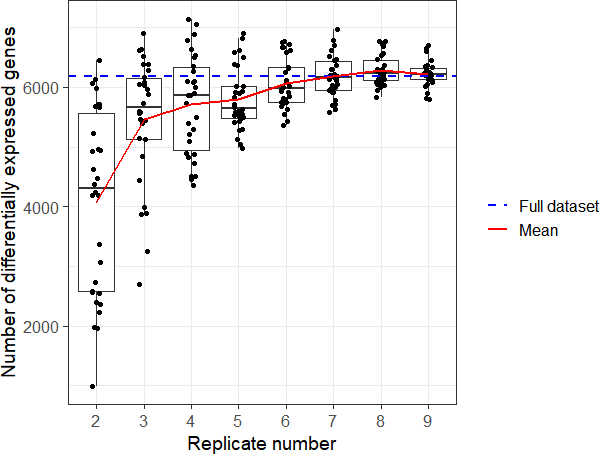 Number of differentially expressed genes
6000
4000
2000
2 3 4 5 6 7 8 9
Replicate number
Full dataset
Mean